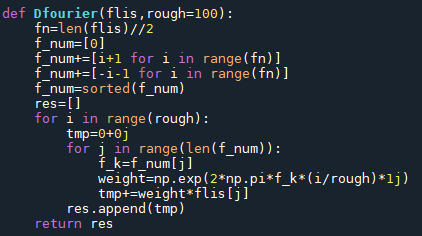 def Dfourier(flis,rough=100):
    fn=len(flis)//2
    f_num=[0]
    f_num+=[i+1 for i in range(fn)]
    f_num+=[-i-1 for i in range(fn)]
    f_num=sorted(f_num)
    res=[]
    for i in range(rough):
        tmp=0+0j
        for j in range(len(f_num)):
            f_k=f_num[j]
            weight=np.exp(2*np.pi*f_k*(i/rough)*1j)
            tmp+=weight*flis[j]
        res.append(tmp)
    return res